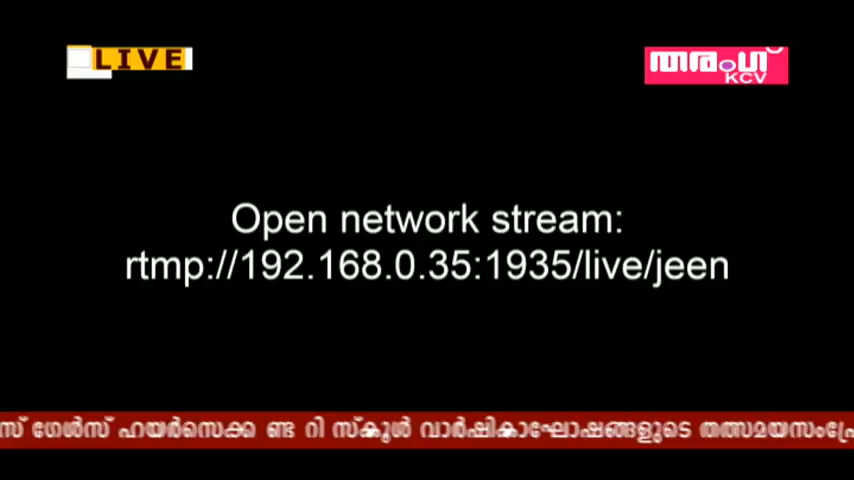 LIVE
തരംഗ്
KCV
Open network stream:
rtmp://192.168.0.35:1935/live/jeen
സ് ഗേൾസ് ഹയർസെക്ക ണ്ട റി സ്കൂൾ വാർഷികാഘോഷങ്ങളുടെ തത്സമയസംപ്രേ